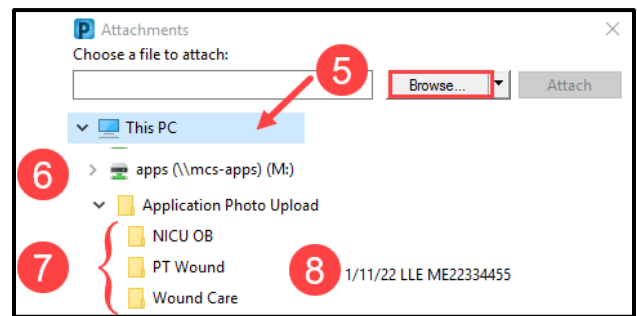 P Attachments
Choose a file to attach:
5
Browse... Attach
This PC
6 apps (\\mcs-apps) (M:)
Application Photo Upload
NICU OB
7 PT Wound 8 1/11/22 LLE ME22334455
Wound Care